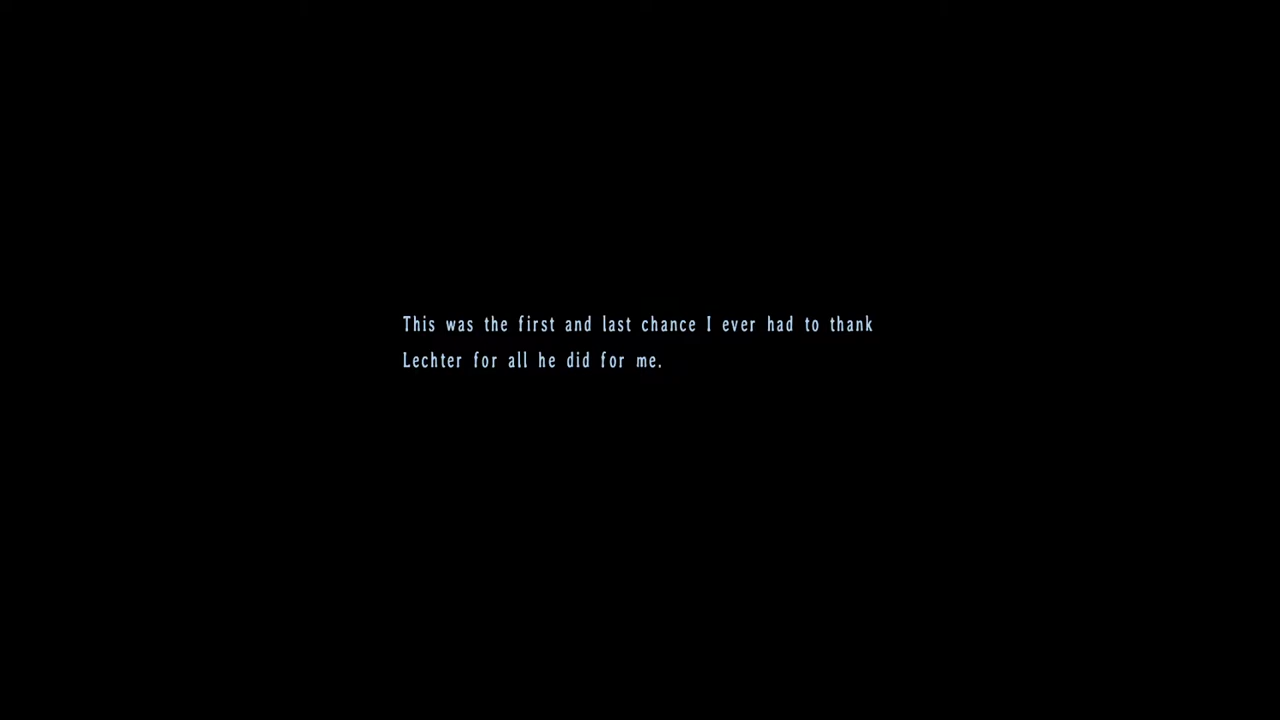 This was the first and last chance I ever had to thank
Lechter for all he did for me.